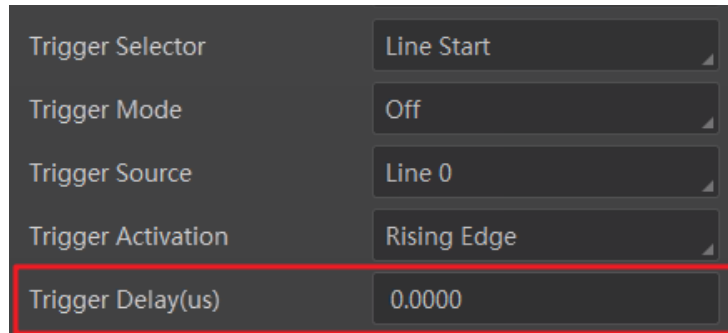 Trigger Selector Line Start
Trigger Mode Off
Trigger Source Line 0
Trigger Activation Rising Edge
Trigger Delay(us) 0.0000